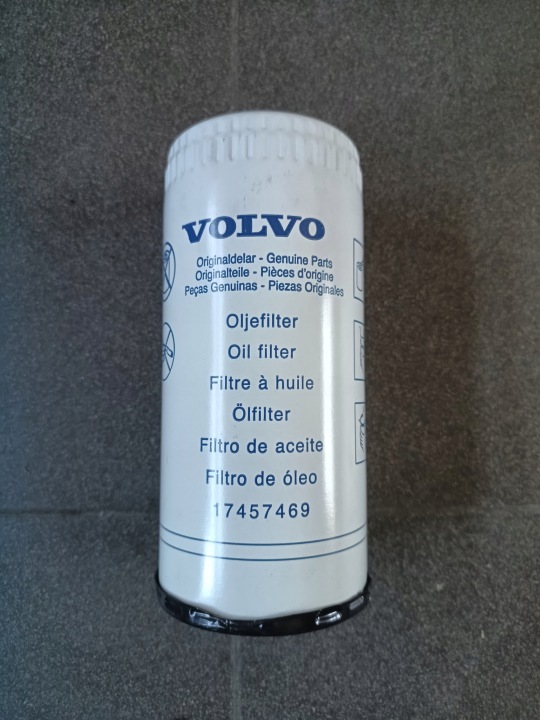 VOLVO
Originaldelar - Genuine Parts
Originalteile - Pièces d'origine
Peças Genuinas - Piezas Originales
Oljefilter
Oil filter
Filtre à huile
Ölfilter
Filtro de aceite
Filtro de óleo
17457469